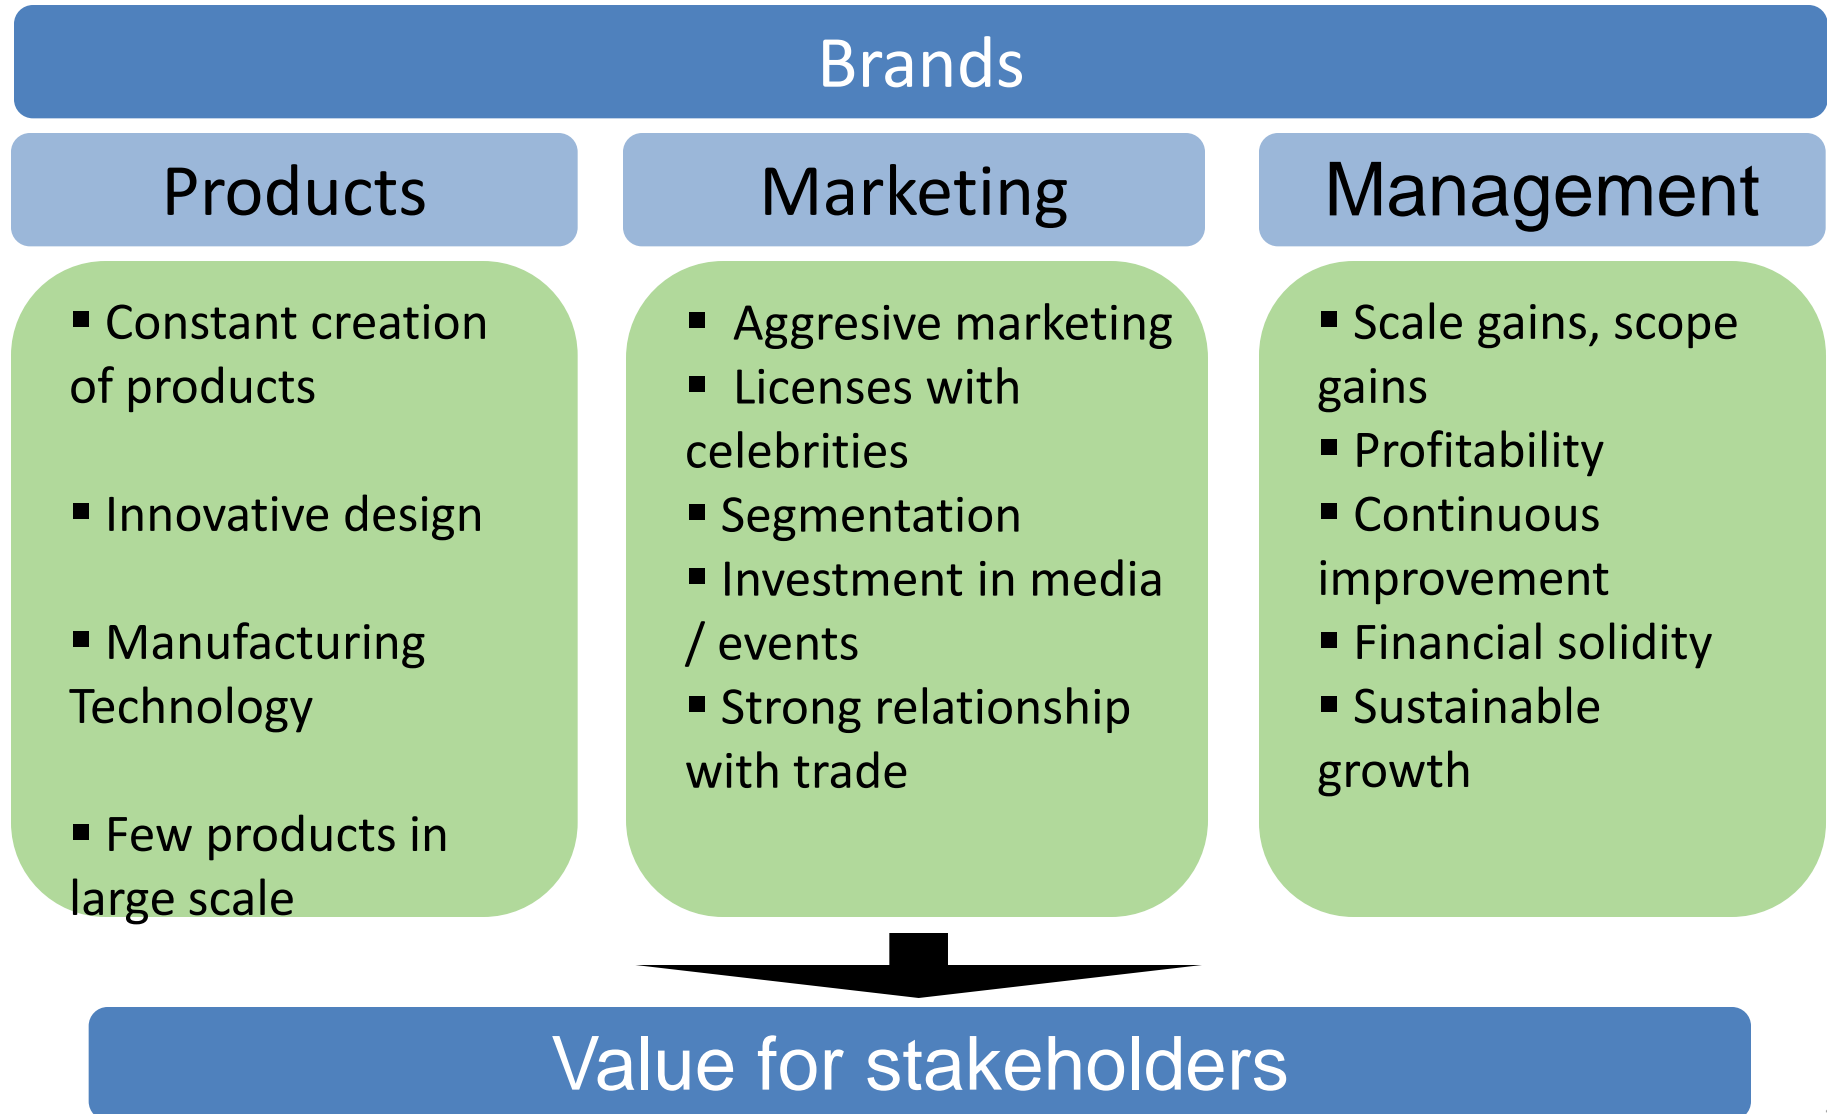 Brands
Products
▪ Constant creation
of products
▪ Innovative design
▪ Manufacturing
Technology
▪ Few products in
large scale
Marketing
▪ Aggresive marketing
▪ Licenses with
celebrities
▪ Segmentation
▪ Investment in media
/ events
▪ Strong relationship
with trade
Management
▪ Scale gains, scope
gains
▪ Profitability
▪ Continuous
improvement
▪ Financial solidity
▪ Sustainable
growth
Value for stakeholders